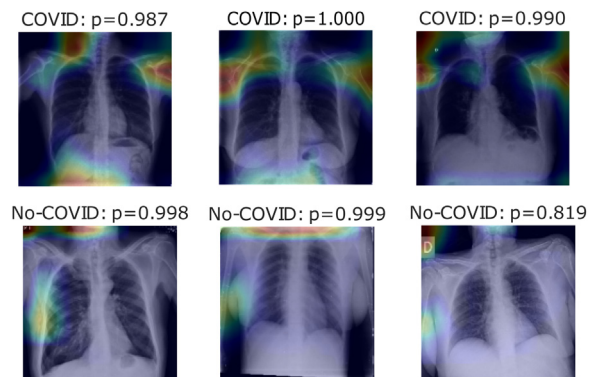 COVID: p=0.987
COVID: p=1.000
COVID: p=0.990
No-COVID: p=0.998
No-COVID: p=0.999
No-COVID: p=0.819
D